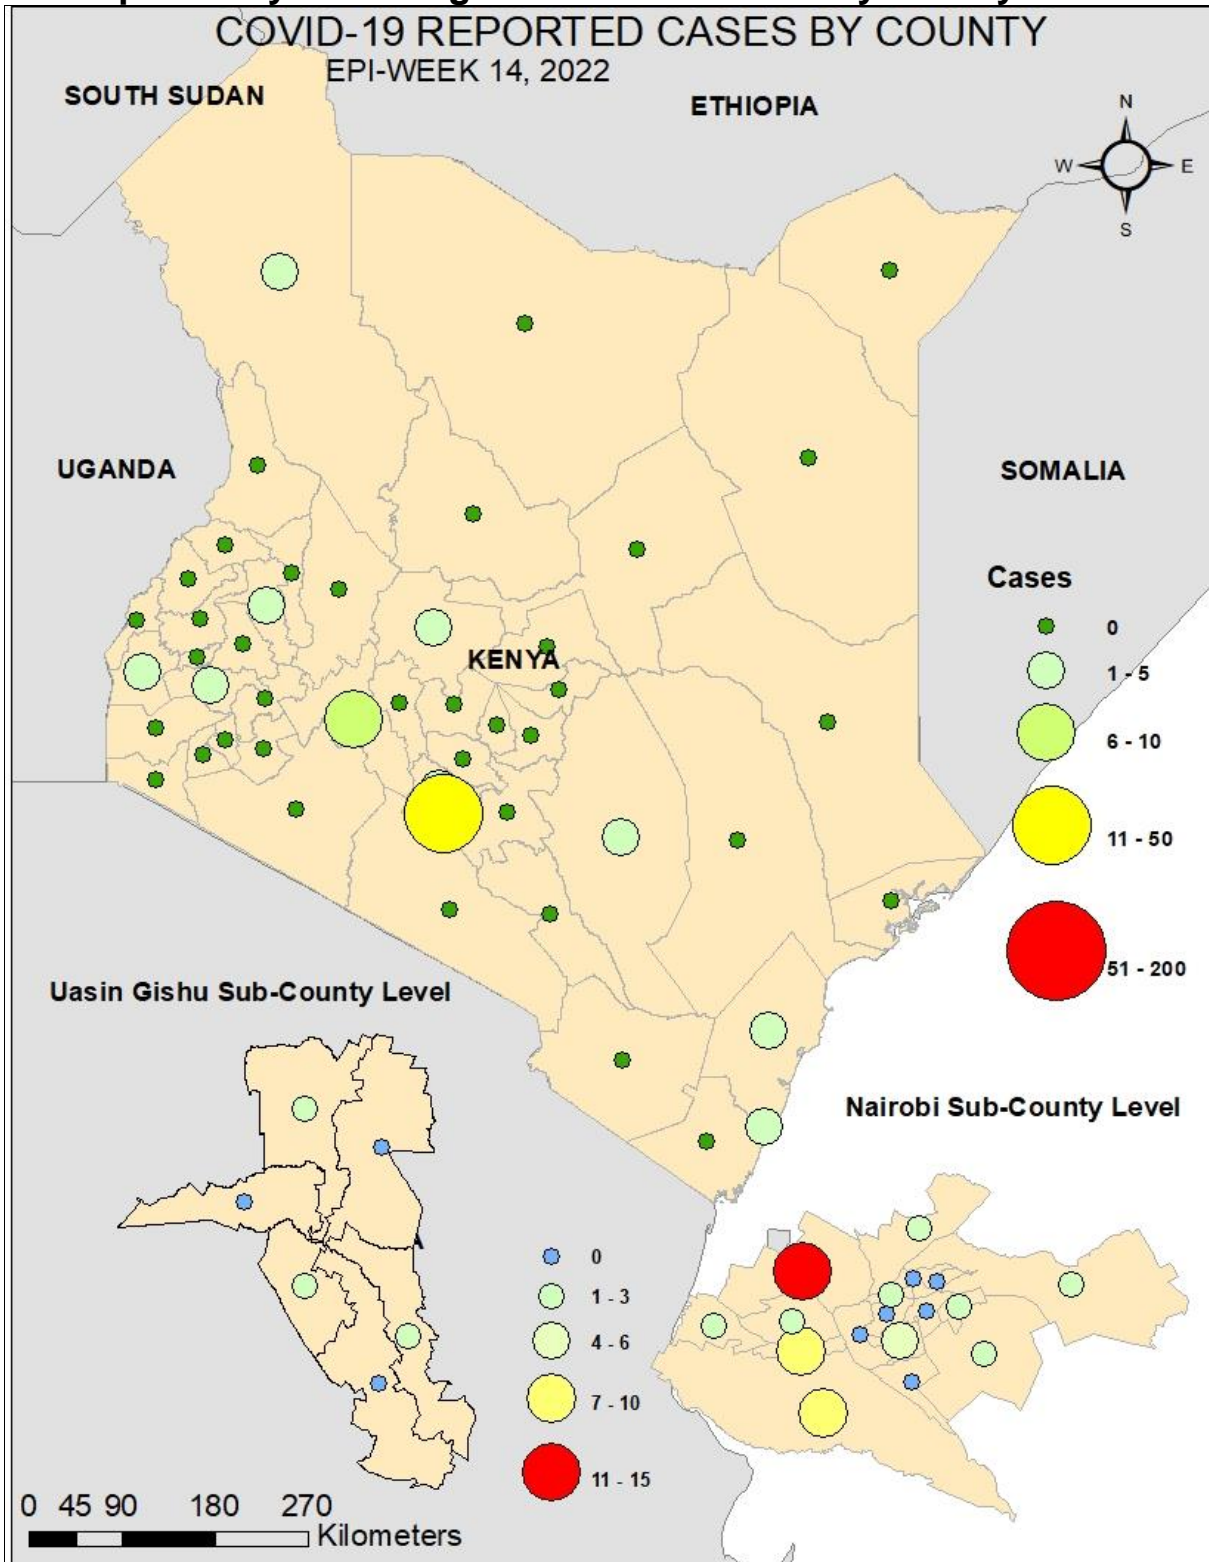 COVID-19 REPORTED CASES BY COUNTY
EPI-WEEK 14, 2022
SOUTH SUDAN
ETHIOPIA
N
W
E
S
UGANDA
SOMALIA
Cases
0
1 - 5
KENYA
6 - 10
11 - 50
51 - 200
Uasin Gishu Sub-County Level
Nairobi Sub-County Level
0
1 - 3
4 - 6
7 - 10
11 - 15
0 45 90 180 270
Kilometers